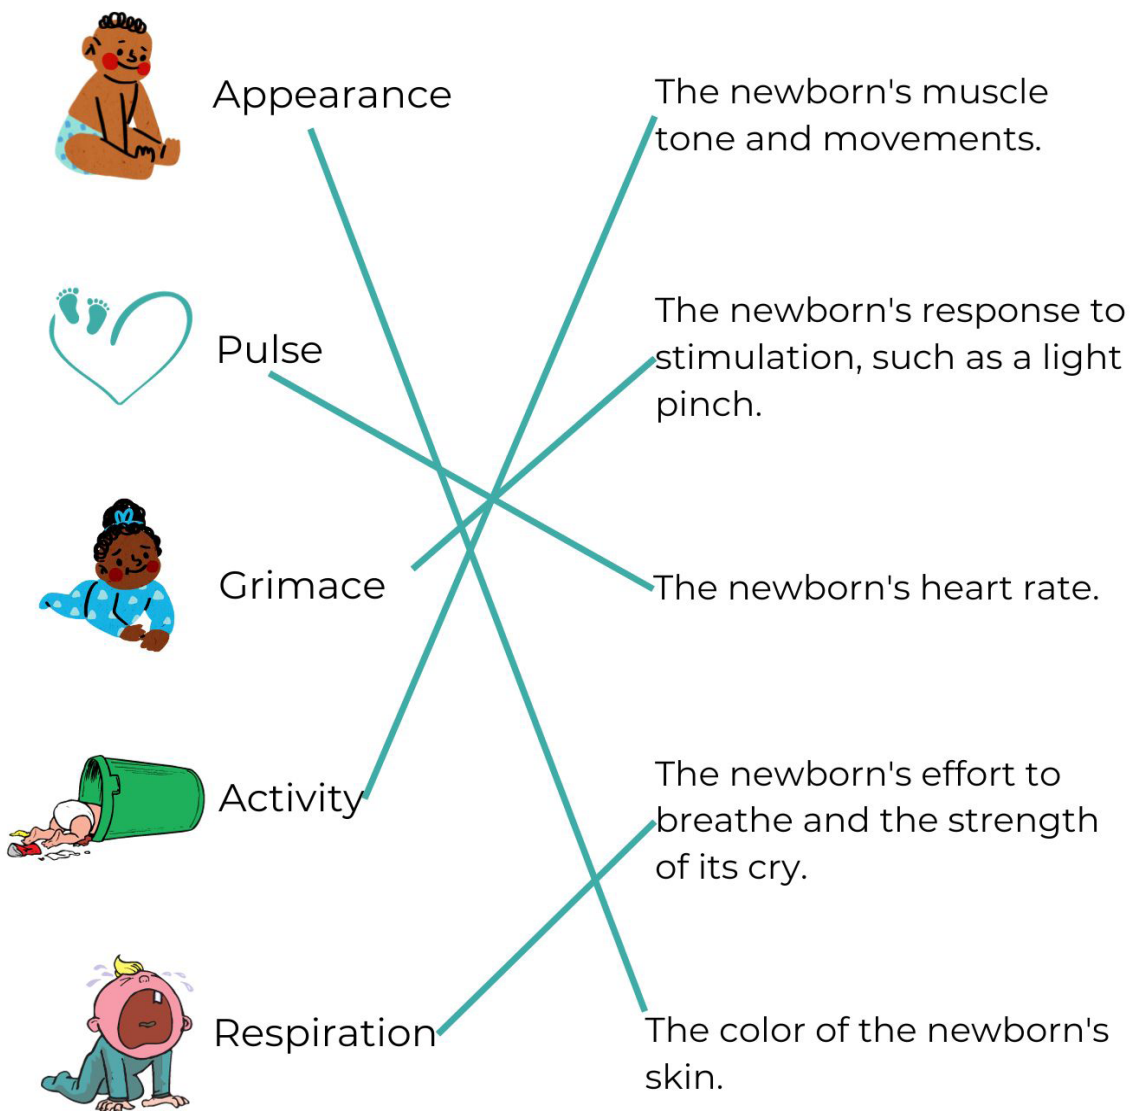 Appearance
The newborn's muscle
tone and movements.
Pulse
The newborn's response to
stimulation, such as a light
pinch.
Grimace
The newborn's heart rate.
Activity
The newborn's effort to
breathe and the strength
of its cry.
Respiration
The color of the newborn's
skin.